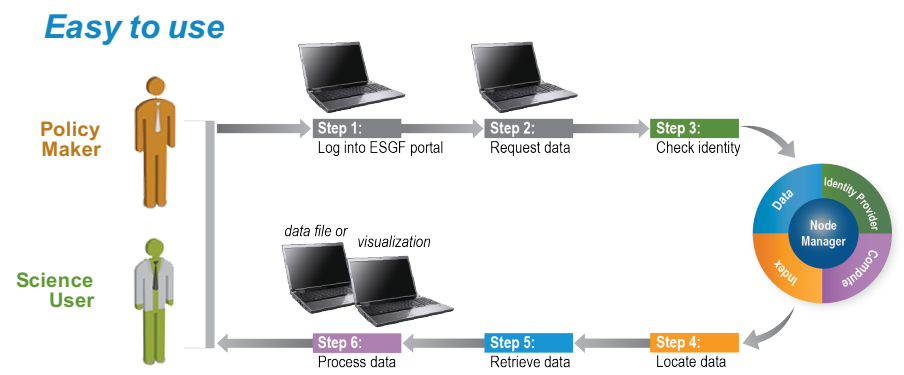 Easy to use
Policy
Maker
Step 1:
Log into ESGF portal
Step 2:
Request data
Step 3:
Check identity
Data
Identity Provider
Node
Manager
Index
Compute
data file or
visualization
Science
User
Step 6:
Process data
Step 5:
Retrieve data
Step 4:
Locate data